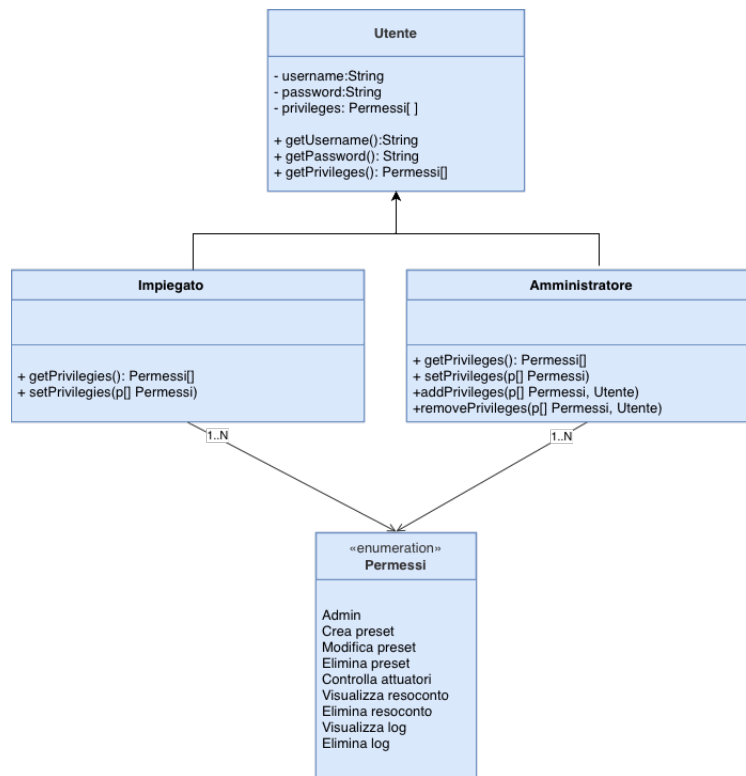 Utente
- username:String
- password:String
- privileges: Permessi[ ]
+ getUsername():String
+ getPassword(): String
+ getPrivileges(): Permessi[]
Impiegato
+ getPrivilegies(): Permessi[]
+ setPrivilegies(p[] Permessi)
Amministratore
+ getPrivileges(): Permessi[]
+ setPrivileges(p[] Permessi)
+addPrivileges(p[] Permessi, Utente)
+removePrivileges(p[] Permessi, Utente)
1..N
1..N
«enumeration»
Permessi
Admin
Crea preset
Modifica preset
Elimina preset
Controlla attuatori
Visualizza resoconto
Elimina resoconto
Visualizza log
Elimina log